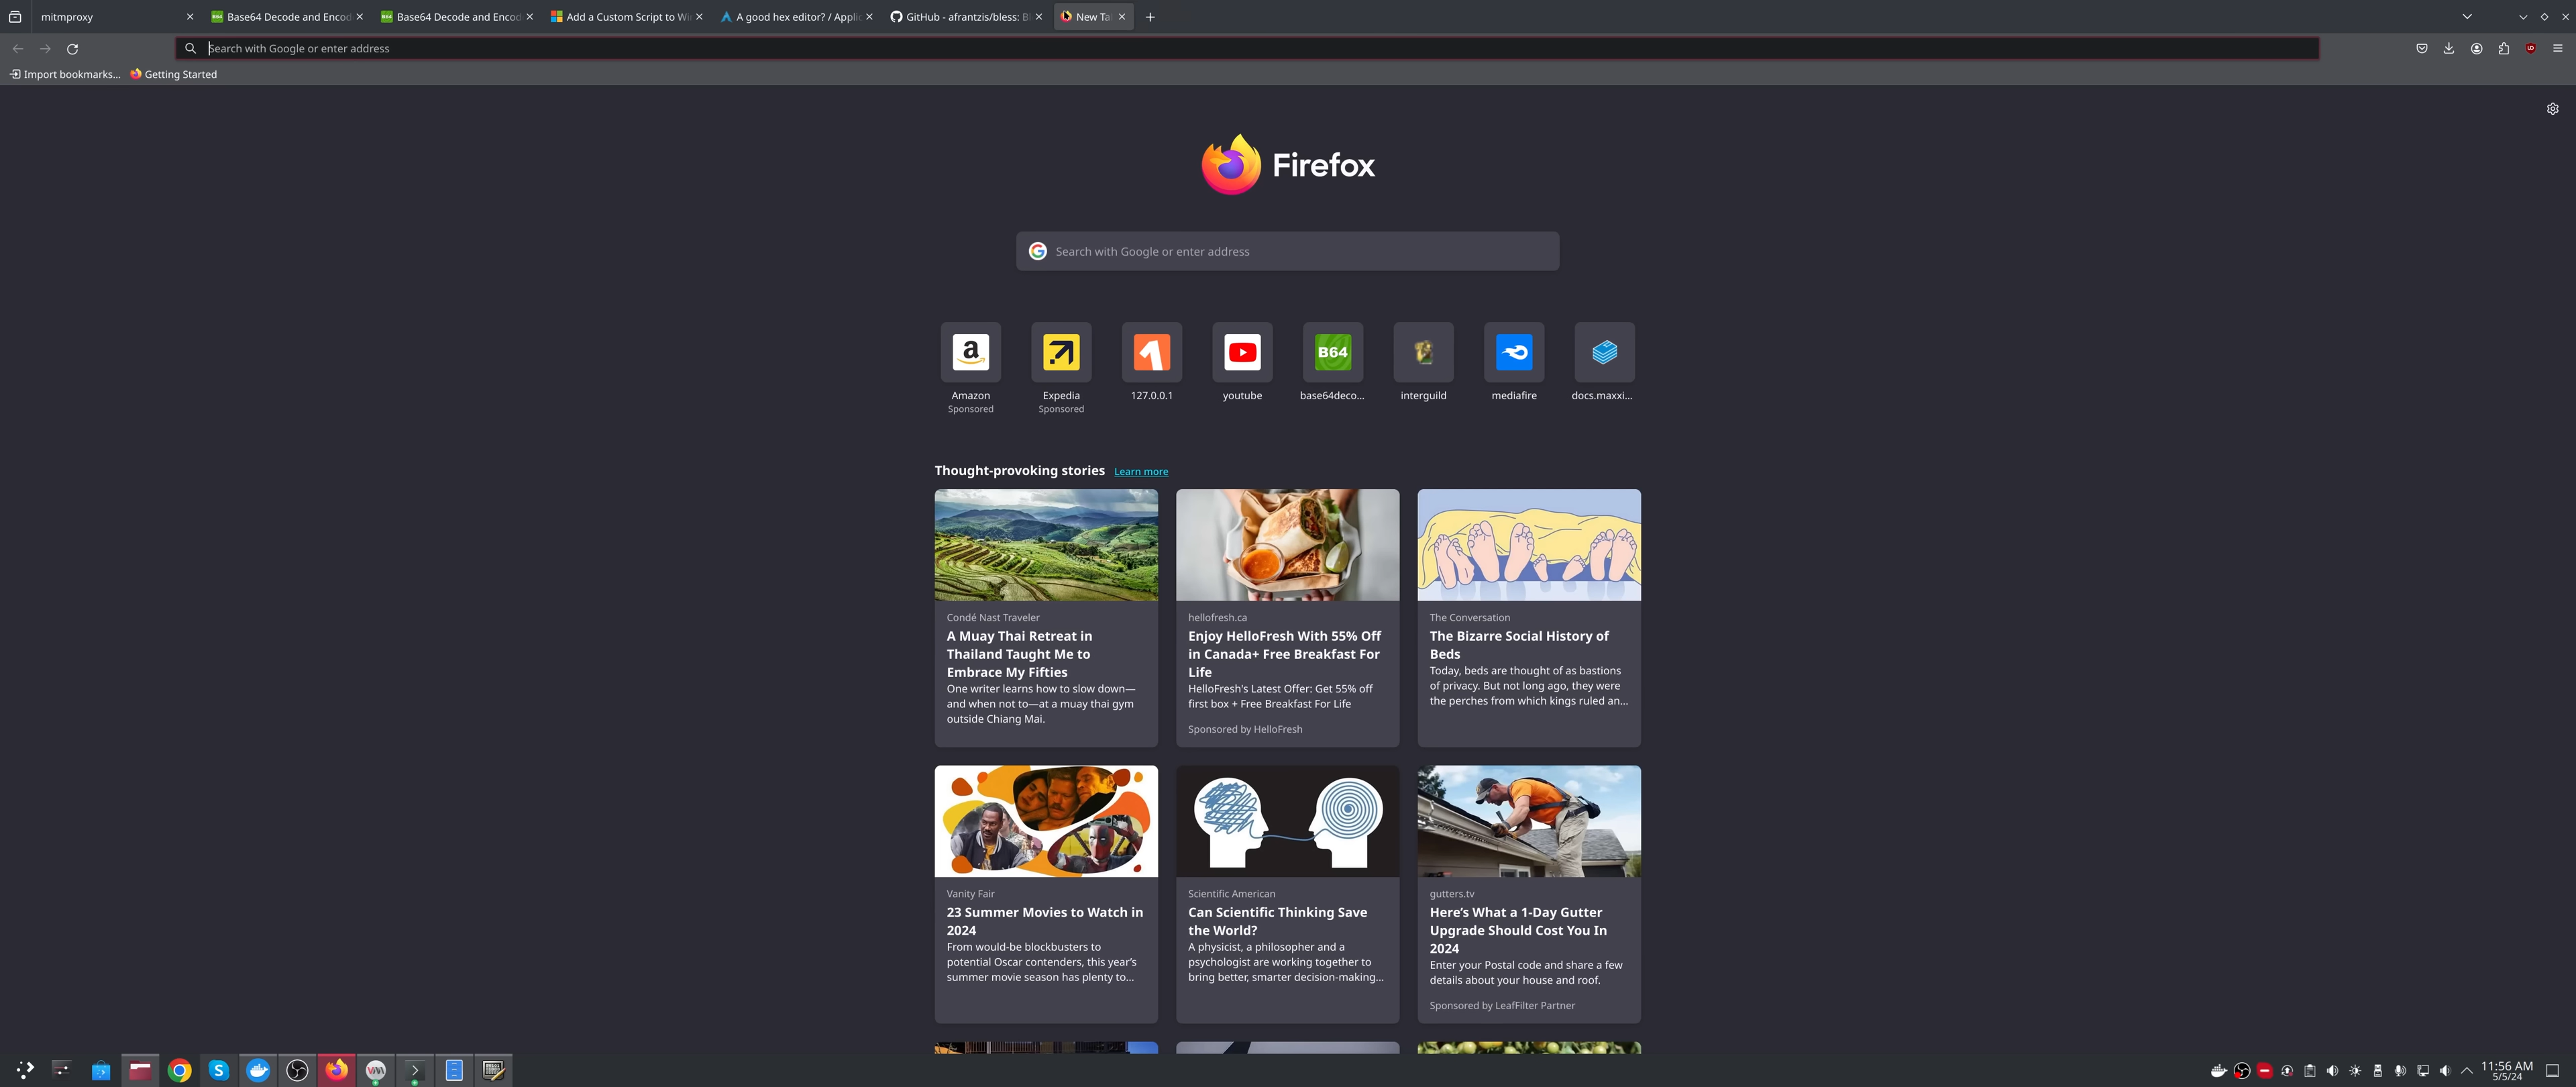 mitmproxy
Base64 Decode and Encod
Base64 Decode and Encod
Add a Custom Script to Wi
A good hex editor? / Applic
GitHub - afrantzis/bless: Bl
New Ta
Search with Google or enter address
Import bookmarks...
Getting Started
Firefox
Search with Google or enter address
B64
Amazon
Sponsored
Expedia
Sponsored
127.0.0.1
youtube
base64deco...
interguild
mediafire
docs.maxxi...
Thought-provoking stories
Learn more
Condé Nast Traveler
A Muay Thai Retreat in
Thailand Taught Me to
Embrace My Fifties
One writer learns how to slow down—
and when not to—at a muay thai gym
outside Chiang Mai.
hellofresh.ca
Enjoy HelloFresh With 55% Off
in Canada+ Free Breakfast For
Life
HelloFresh's Latest Offer: Get 55% off
first box + Free Breakfast For Life
Sponsored by HelloFresh
The Conversation
The Bizarre Social History of
Beds
Today, beds are thought of as bastions
of privacy. But not long ago, they were
the perches from which kings ruled an...
Vanity Fair
23 Summer Movies to Watch in
2024
From would-be blockbusters to
potential Oscar contenders, this year's
summer movie season has plenty to...
Scientific American
Can Scientific Thinking Save
the World?
A physicist, a philosopher and a
psychologist are working together to
bring better, smarter decision-making...
gutters.tv
Here's What a 1-Day Gutter
Upgrade Should Cost You In
2024
Enter your Postal code and share a few
details about your house and roof.
Sponsored by LeafFilter Partner
11:56 AM
5/5/24